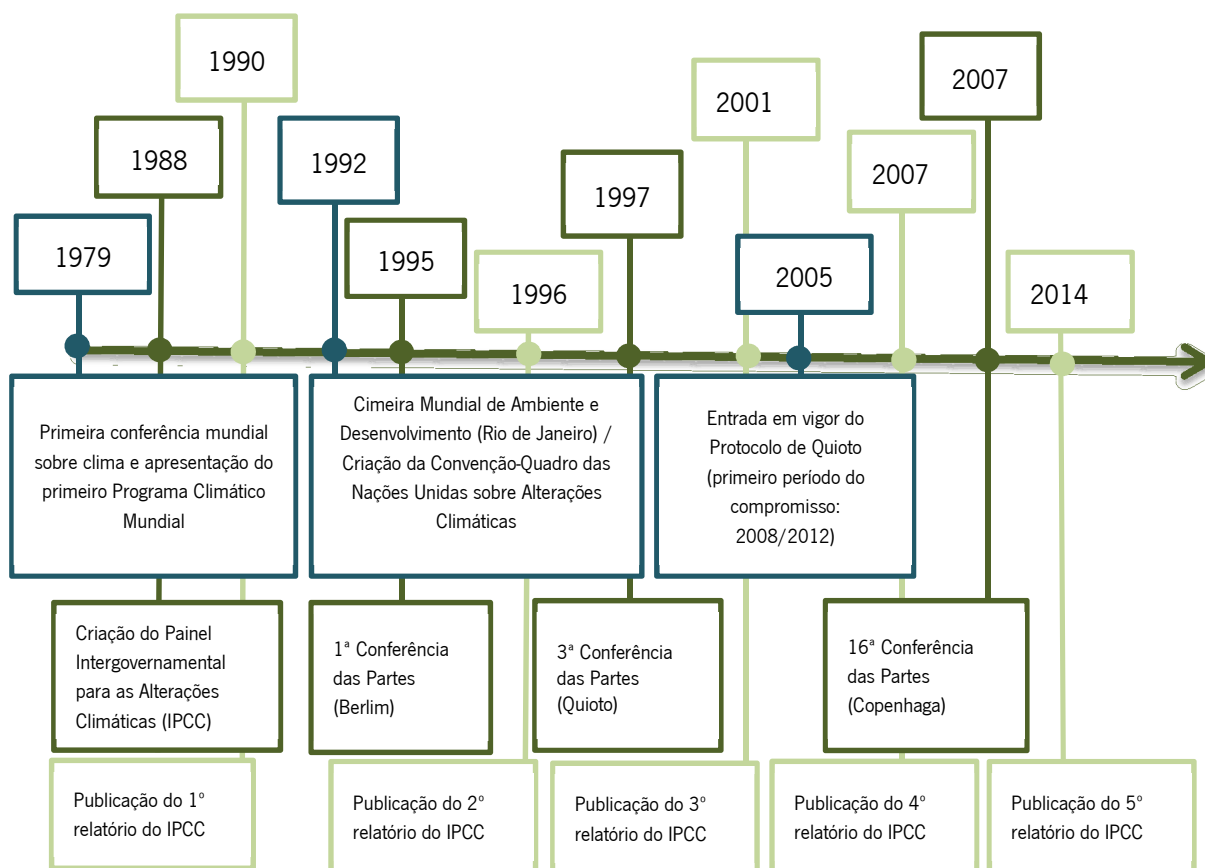 1990
2007
2001
1988
1992
2007
1997
1979
1995
2005
1996
2014
Primeira conferência mundial
sobre clima e apresentação do
primeiro Programa Climático
Mundial
Cimeira Mundial de Ambiente e
Desenvolvimento (Rio de Janeiro) /
Criação da Convenção-Quadro das
Nações Unidas sobre Alterações
Climáticas
Entrada em vigor do
Protocolo de Quioto
(primeiro período do
compromisso:
2008/2012)
Criação do Painel
Intergovernamental
para as Alterações
Climáticas (IPCC)
1ª Conferência
das Partes
(Berlim)
3ª Conferência
das Partes
(Quioto)
16ª Conferência
das Partes
(Copenhaga)
Publicação do 1º
relatório do IPCC
Publicação do 2º
relatório do IPCC
Publicação do 3º
relatório do IPCC
Publicação do 4º
relatório do IPCC
Publicação do 5º
relatório do IPCC